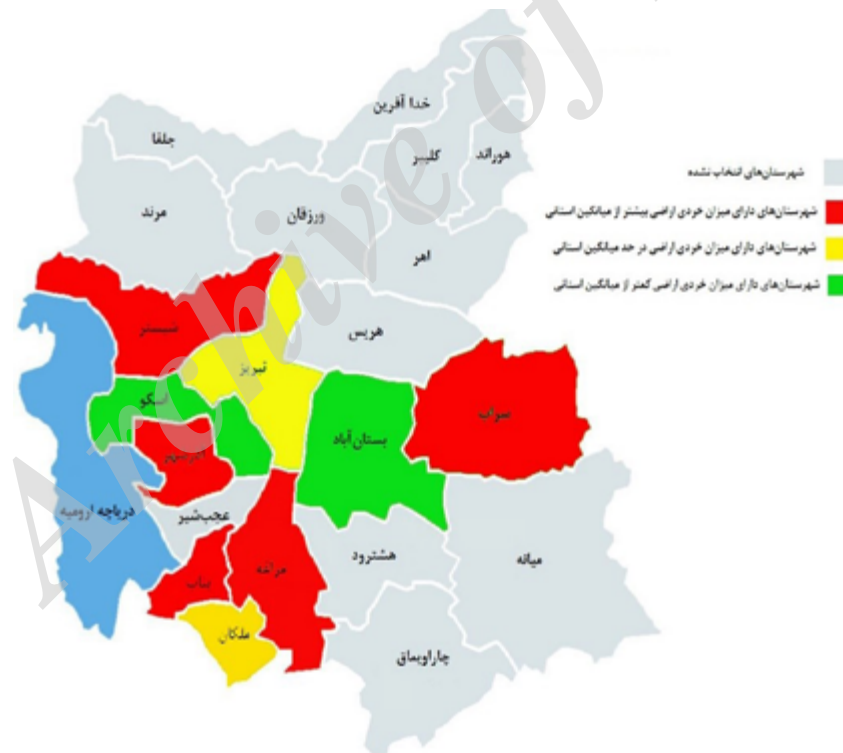 خدا آفرین
جلفا
کلیبر
هوراند
مرند
ورزقان
اهر
شبستر
هریس
تبریز
اسکو
سراب
بستان‌آباد
آذرشهر
دریاچه ارومیه
عجب‌شیر
هشترود
میانه
مراغه
بناب
ملکان
چاراویماق
شهرستان‌های انتخاب نشده
شهرستان‌های دارای میزان خردی اراضی بیشتر از میانگین استانی
شهرستان‌های دارای میزان خردی اراضی در حد میانگین استانی
شهرستان‌های دارای میزان خردی اراضی کمتر از میانگین استانی
Archive of